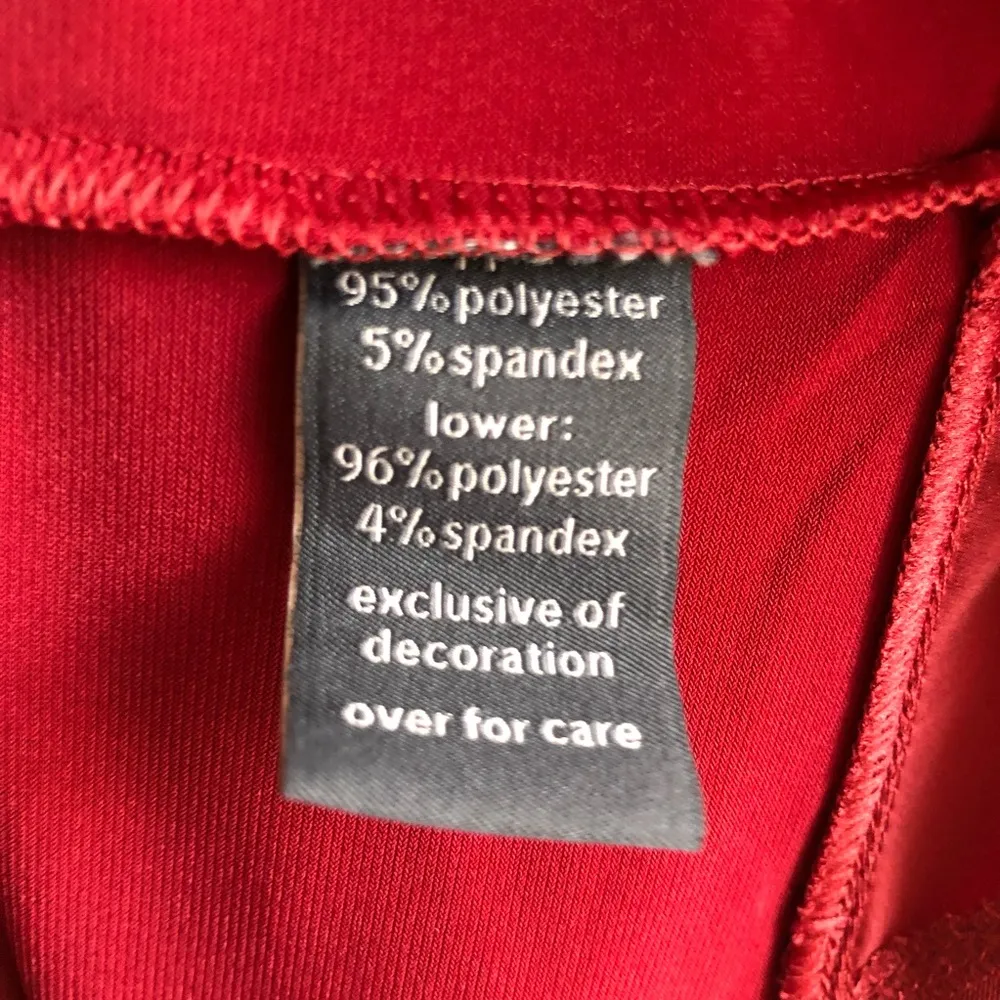 95% polyester
5% spandex
lower:
96% polyester
4% spandex
exclusive of
decoration
over for care